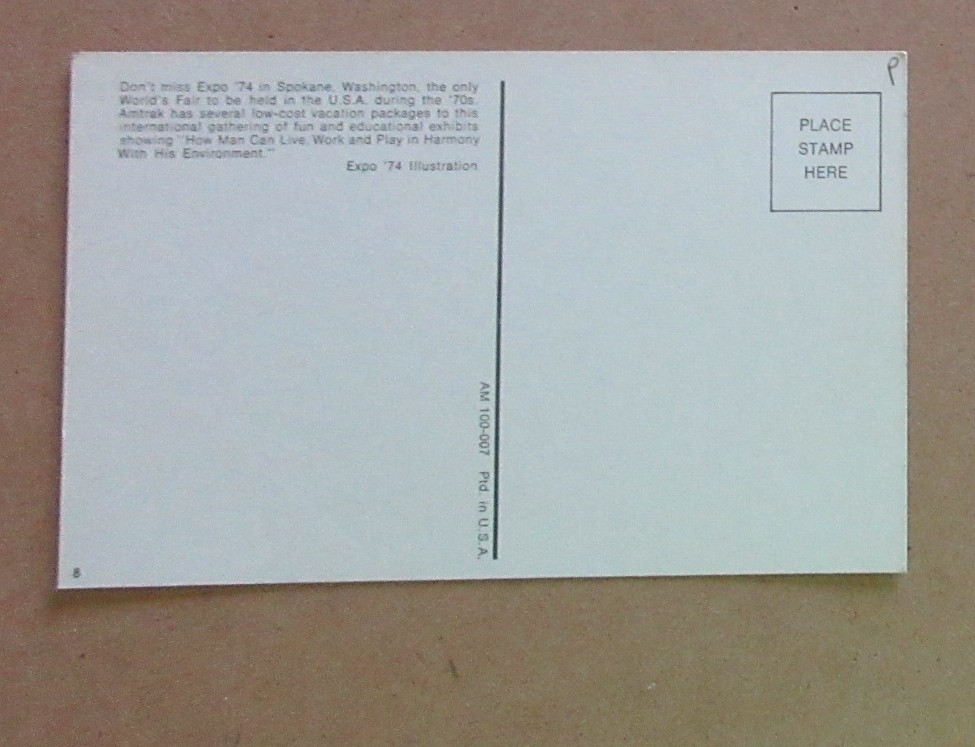 Don't miss Expo '74 in Spokane, Washington, the only
World's Fair to be held in the U.S.A. during the '70s.
Amtrak has several low-cost vacation packages to this
international gathering of fun and educational exhibits
showing "How Man Can Live, Work and Play in Harmony
With His Environment."
Expo '74 Illustration
AM 100-007 Ptd. in U.S.A.
8
P
PLACE
STAMP
HERE